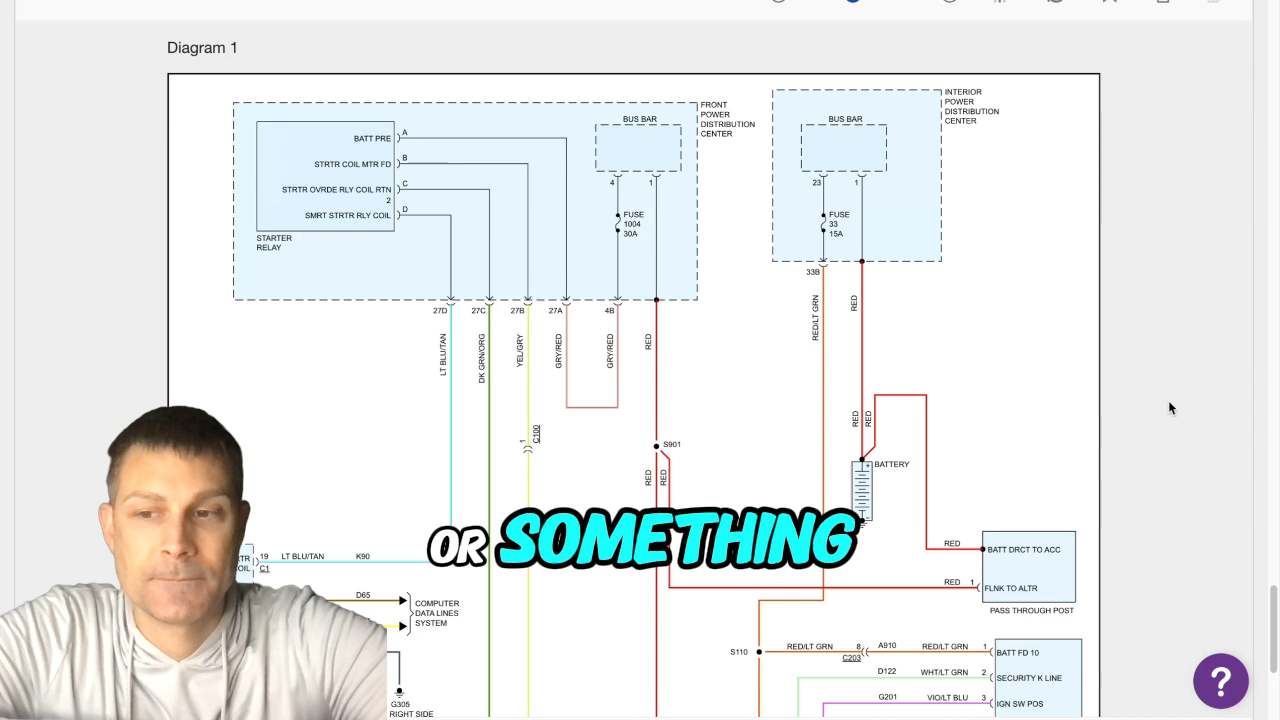 Diagram 1
FRONT
POWER
DISTRIBUTION
CENTER
INTERIOR
POWER
DISTRIBUTION
CENTER
BUS BAR
BUS BAR
BATT PRE
A
STRTR COIL MTR FD
B
STRTR OVRDE RLY COIL RTN
2
C
SMRT STRTR RLY COIL
D
STARTER
RELAY
4
1
23
1
FUSE
1004
30A
FUSE
33
15A
27D
27C
27B
27A
4B
33B
LT BLU/TAN
DK GRN/ORG
YEL/GRY
GRY/RED
GRY/RED
RED
RED/LT GRN
RED
1
C100
S901
RED
RED
RED
RED
BATTERY
OR SOMETHING
19
LT BLU/TAN
K90
C1
OIL
RED
BATT DRCT TO ACC
RED
1
FLNK TO ALTR
PASS THROUGH POST
D65
COMPUTER
DATA LINES
SYSTEM
S110
RED/LT GRN
8
A910
RED/LT GRN
1
BATT FD 10
C203
D122
WHT/LT GRN
2
SECURITY K LINE
G201
VIO/LT BLU
3
IGN SW POS
G305
RIGHT SIDE
?